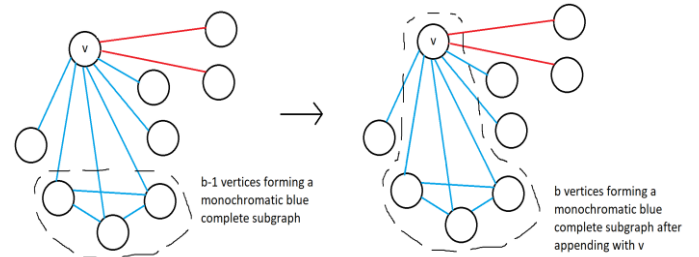 v
b-1 vertices forming a
monochromatic blue
complete subgraph
v
b vertices forming a
monochromatic blue
complete subgraph after
appending with v